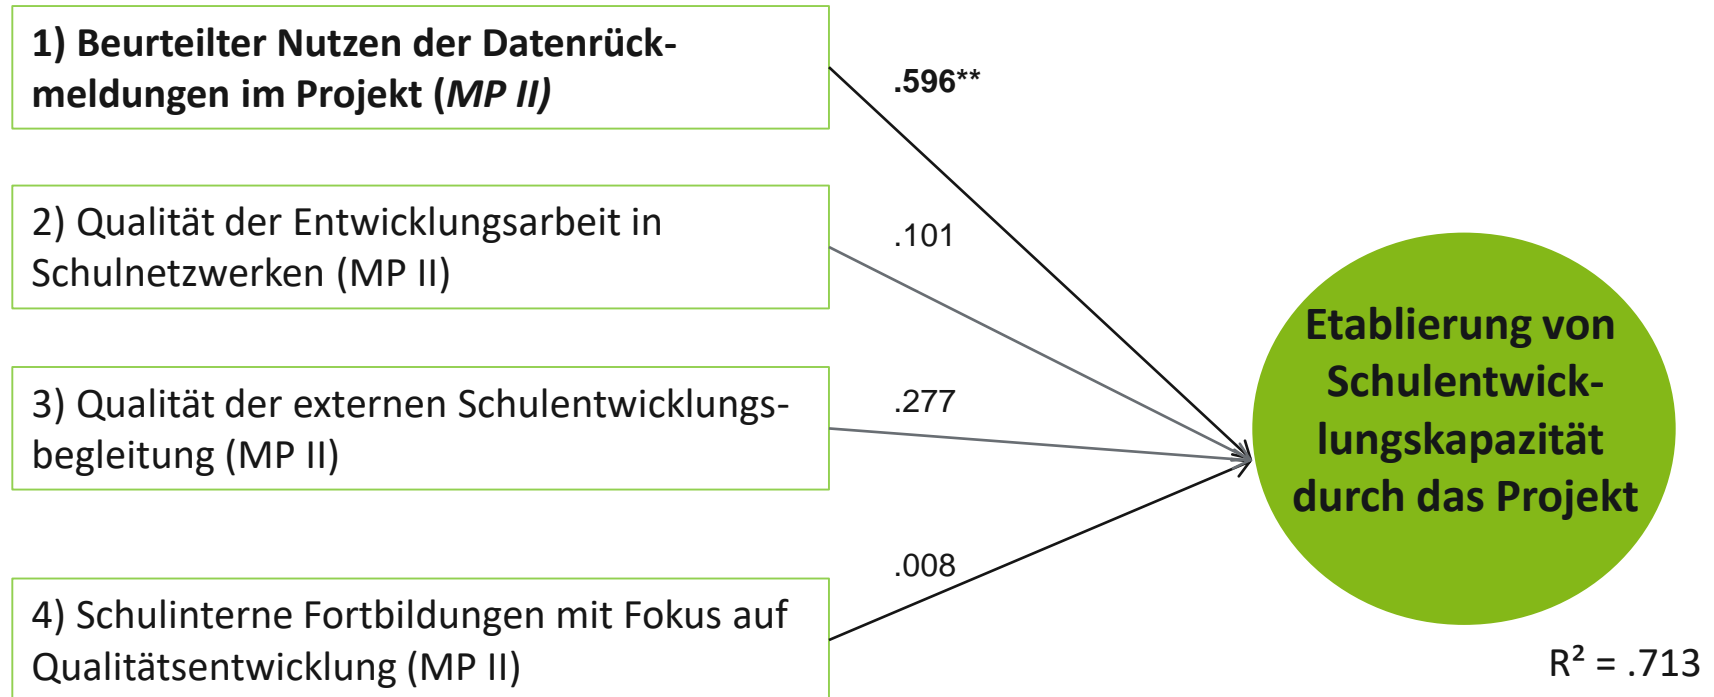 1) Beurteilter Nutzen der Datenrück-
meldungen im Projekt (MP II)
.596**
2) Qualität der Entwicklungsarbeit in
Schulnetzwerken (MP II)
.101
3) Qualität der externen Schulentwicklungs-
begleitung (MP II)
.277
4) Schulinterne Fortbildungen mit Fokus auf
Qualitätsentwicklung (MP II)
.008
Etablierung von
Schulentwick-
lungskapazität
durch das Projekt
R² = .713